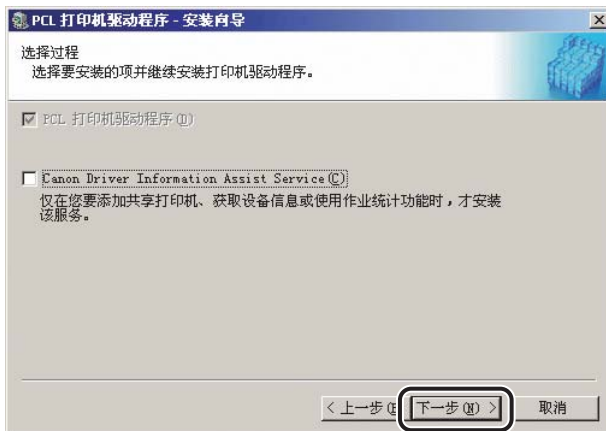 PCL 打印机驱动程序 - 安装向导
选择过程
选择要安装的项并继续安装打印机驱动程序。
PCL 打印机驱动程序(D)
Canon Driver Information Assist Service(C)
仅在您要添加共享打印机、获取设备信息或使用作业统计功能时，才安装
该服务。
< 上一步(B 下一步(N) > 取消